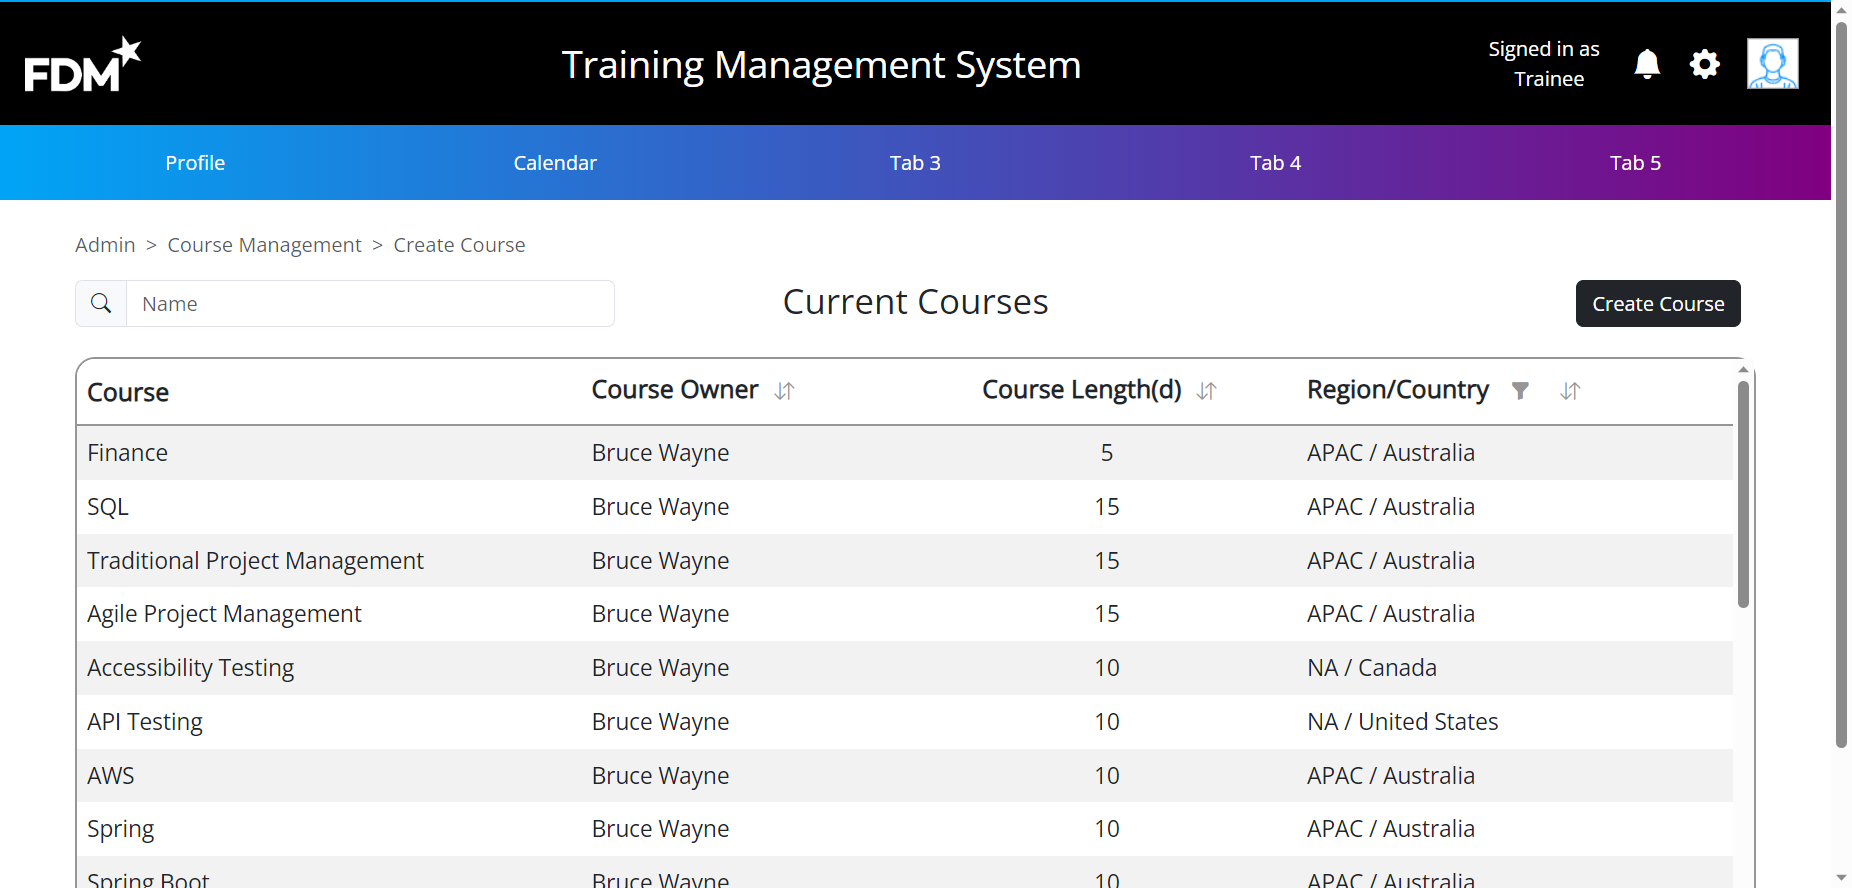 FDM
Training Management System
Signed in as
Trainee
Profile Calendar Tab 3 Tab 4 Tab 5
Admin > Course Management > Create Course
Name
Current Courses
Create Course
Course Course Owner Course Length(d) Region/Country
Finance Bruce Wayne 5 APAC / Australia
SQL Bruce Wayne 15 APAC / Australia
Traditional Project Management Bruce Wayne 15 APAC / Australia
Agile Project Management Bruce Wayne 15 APAC / Australia
Accessibility Testing Bruce Wayne 10 NA / Canada
API Testing Bruce Wayne 10 NA / United States
AWS Bruce Wayne 10 APAC / Australia
Spring Bruce Wayne 10 APAC / Australia
Spring Boot Bruce Wayne 10 APAC / Australia